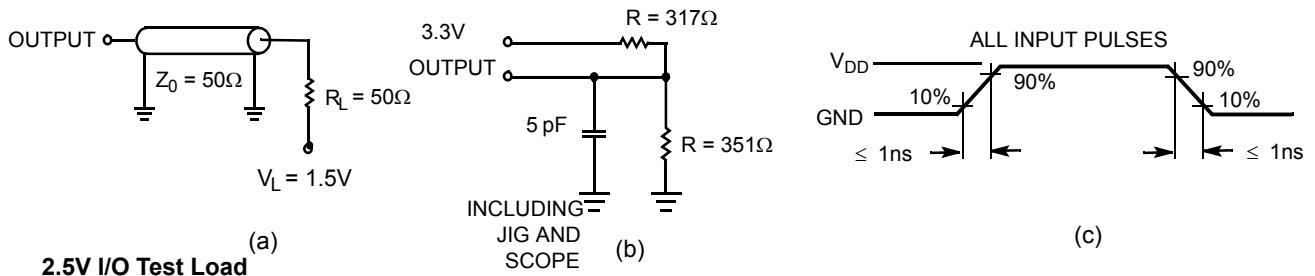 OUTPUT
Z0 = 50Ω
RL = 50Ω
VL = 1.5V
(a)
2.5V I/O Test Load
R = 317Ω
3.3V
OUTPUT
5 pF
R = 351Ω
INCLUDING
JIG AND
SCOPE
(b)
ALL INPUT PULSES
VDD
90%
90%
10%
10%
GND
≤ 1ns
≤ 1ns
(c)